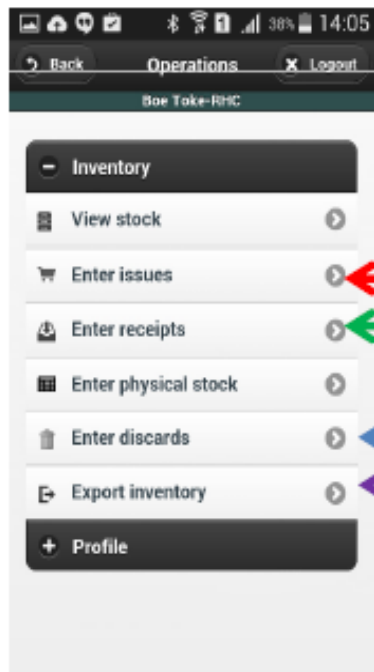 38% 14:05
Back Operations Logout
Boe Toke-RHC
Inventory
View stock
Enter issues
Enter receipts
Enter physical stock
Enter discards
Export inventory
Profile